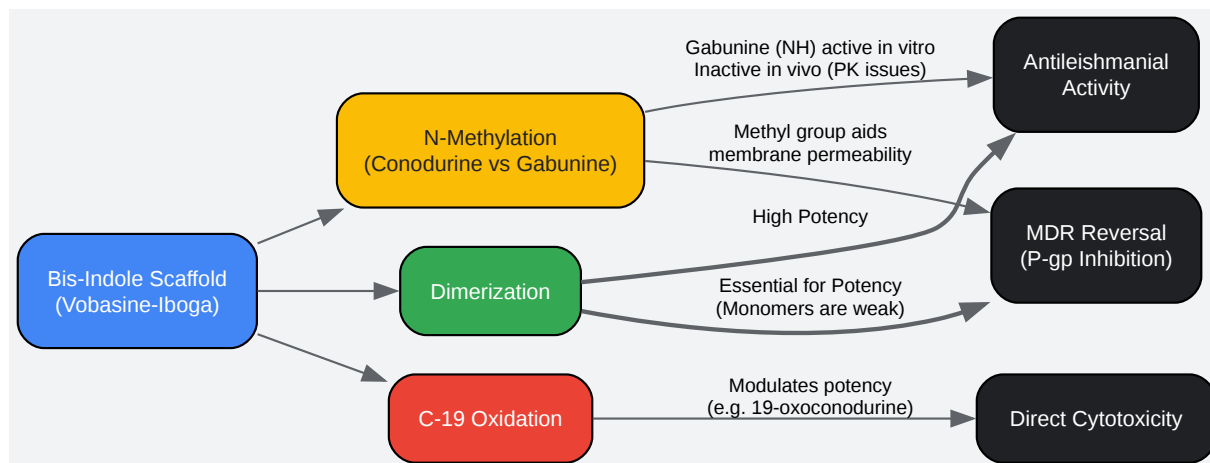 Gabunine (NH) active in vitro
Inactive in vivo (PK issues)
Antileishmanial
Activity
N-Methylation
(Conodurine vs Gabunine)
Methyl group aids
membrane permeability
High Potency
MDR Reversal
(P-gp Inhibition)
Bis-Indole Scaffold
(Vobasine-Iboga)
Dimerization
Essential for Potency
(Monomers are weak)
C-19 Oxidation
Modulates potency
(e.g. 19-oxoconodurine)
Direct Cytotoxicity